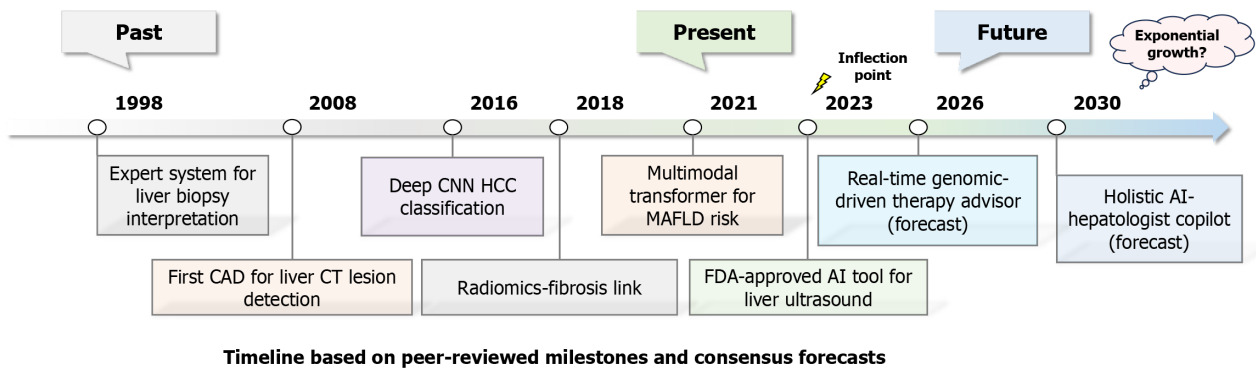 Past
Present
Future
Exponential
growth?
Inflection
point
1998
2008
2016
2018
2021
2023
2026
2030
Expert system for
liver biopsy
interpretation
Deep CNN HCC
classification
Multimodal
transformer for
MAFLD risk
Real-time genomic-
driven therapy advisor
(forecast)
Holistic AI-
hepatologist copilot
(forecast)
First CAD for liver CT lesion
detection
Radiomics-fibrosis link
FDA-approved AI tool for
liver ultrasound
Timeline based on peer-reviewed milestones and consensus forecasts